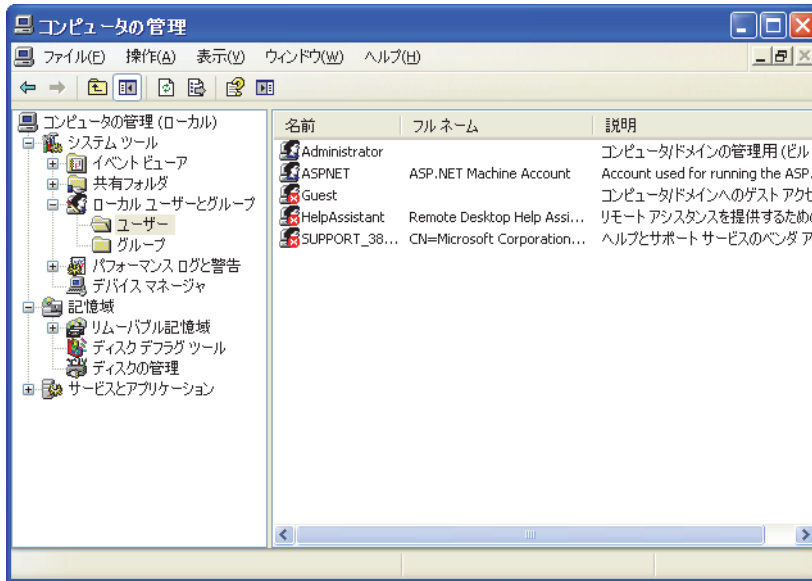 コンピュータの管理
ファイル(F) 操作(A) 表示(V) ウィンドウ(W) ヘルプ(H)
コンピュータの管理 (ローカル)
システム ツール
イベント ビューア
共有フォルダ
ローカル ユーザーとグループ
ユーザー
グループ
パフォーマンス ログと警告
デバイス マネージャ
記憶域
リムーバブル記憶域
ディスク デフラグ ツール
ディスクの管理
サービスとアプリケーション
名前 フル ネーム 説明
Administrator コンピュータ/ドメインの管理用 (ビル
ASPNET ASP.NET Machine Account Account used for running the ASP.
Guest コンピュータ/ドメインへのゲスト アクセ
HelpAssistant Remote Desktop Help Assi... リモート アシスタンスを提供するため
SUPPORT_38... CN=Microsoft Corporation... ヘルプとサポート サービスのベンダ ア